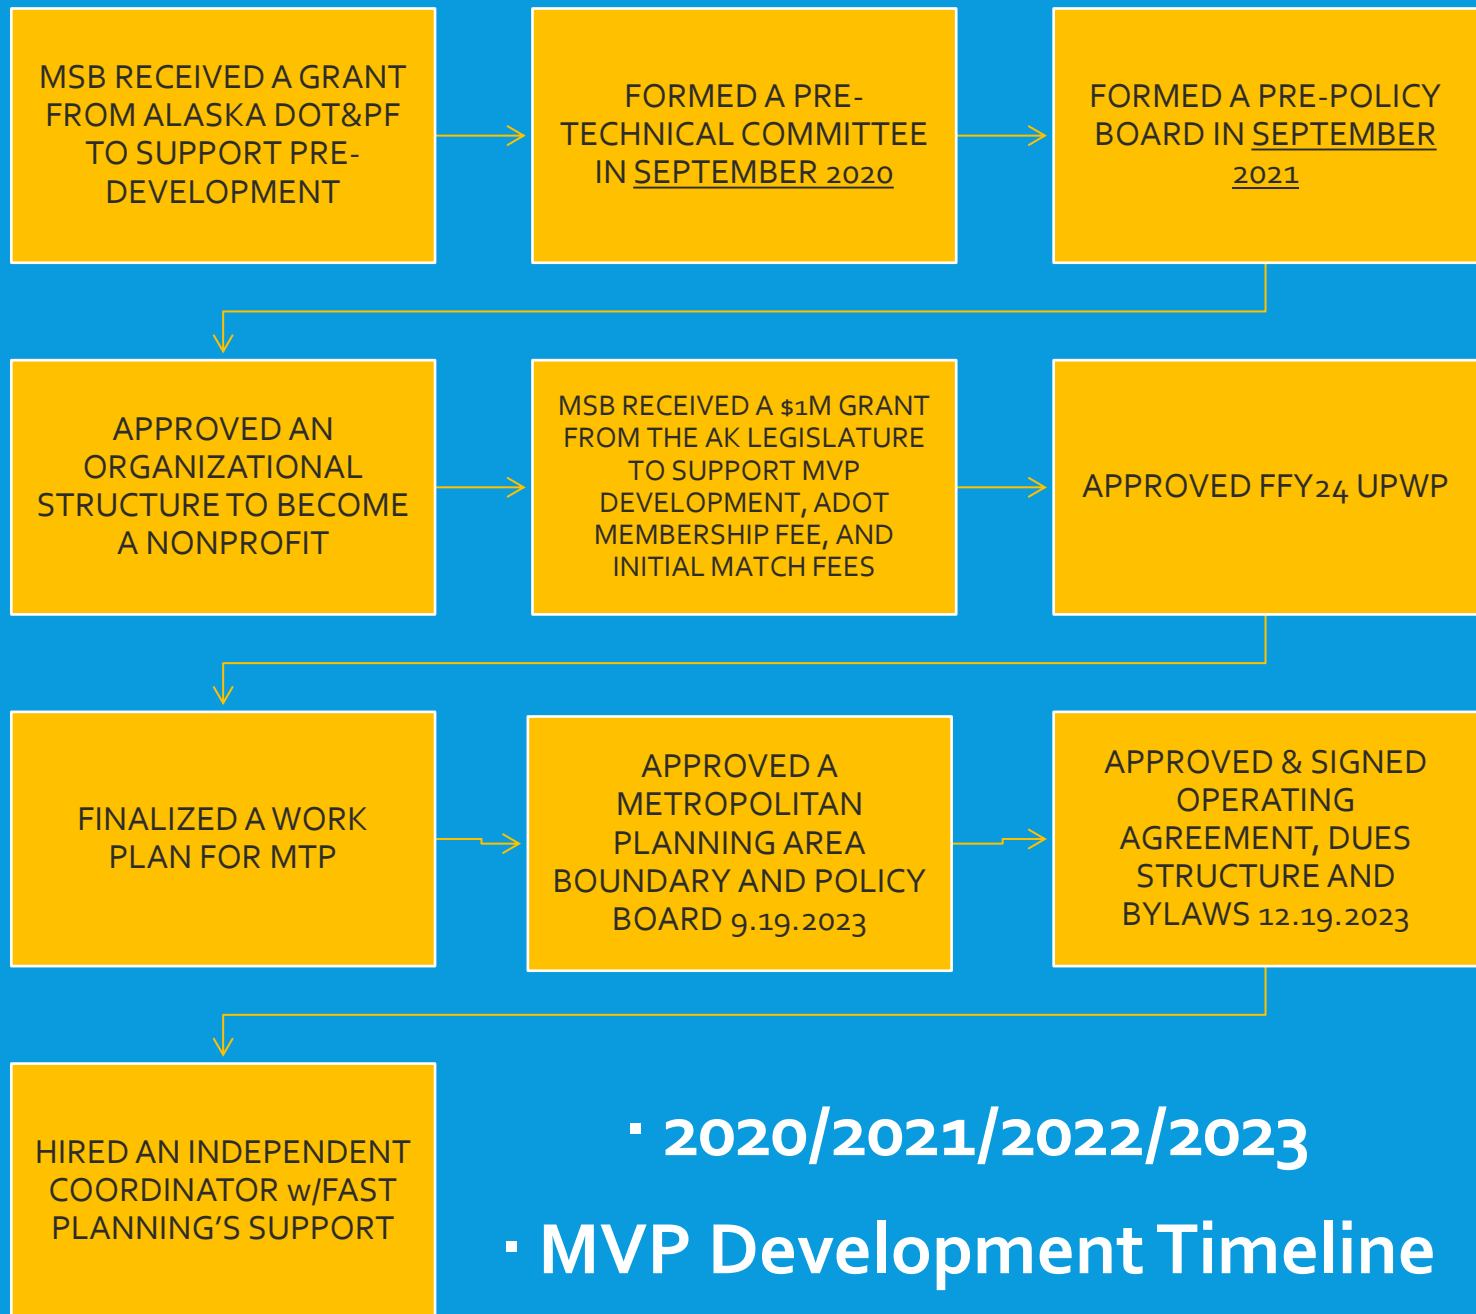 MSB RECEIVED A GRANT
FROM ALASKA DOT&PF
TO SUPPORT PRE-
DEVELOPMENT
FORMED A PRE-
TECHNICAL COMMITTEE
IN SEPTEMBER 2020
FORMED A PRE-POLICY
BOARD IN SEPTEMBER
2021
APPROVED AN
ORGANIZATIONAL
STRUCTURE TO BECOME
A NONPROFIT
MSB RECEIVED A $1M GRANT
FROM THE AK LEGISLATURE
TO SUPPORT MVP
DEVELOPMENT, ADOT
MEMBERSHIP FEE, AND
INITIAL MATCH FEES
APPROVED FFY24 UPWP
FINALIZED A WORK
PLAN FOR MTP
APPROVED A
METROPOLITAN
PLANNING AREA
BOUNDARY AND POLICY
BOARD 9.19.2023
APPROVED & SIGNED
OPERATING
AGREEMENT, DUES
STRUCTURE AND
BYLAWS 12.19.2023
HIRED AN INDEPENDENT
COORDINATOR w/FAST
PLANNING'S SUPPORT
▪ 2020/2021/2022/2023
▪ MVP Development Timeline